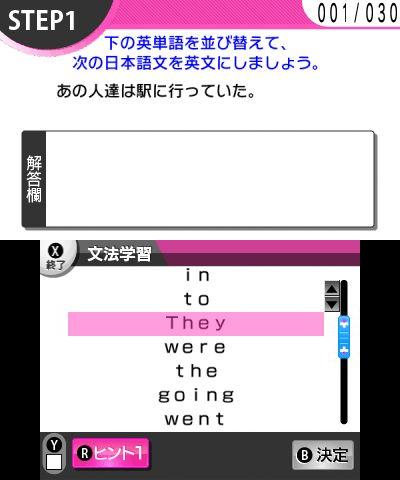 STEP1
001/030
下の英単語を並び替えて、
次の日本語文を英文にしましょう。
あの人達は駅に行っていた。
解答欄
X
終了
文法学習
in
to
They
were
the
going
went
Y
R ヒント1
B 決定